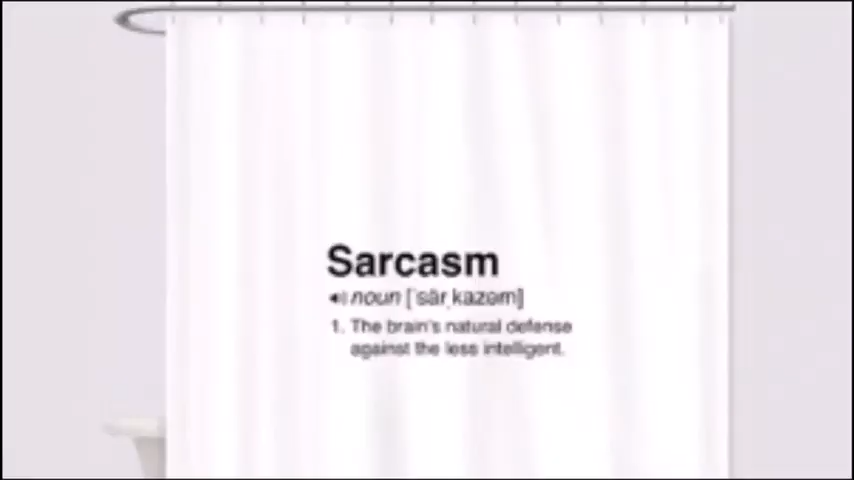 Sarcasm
noun [ˈsärˌkazəm]
1. The brain's natural defense
against the less intelligent.